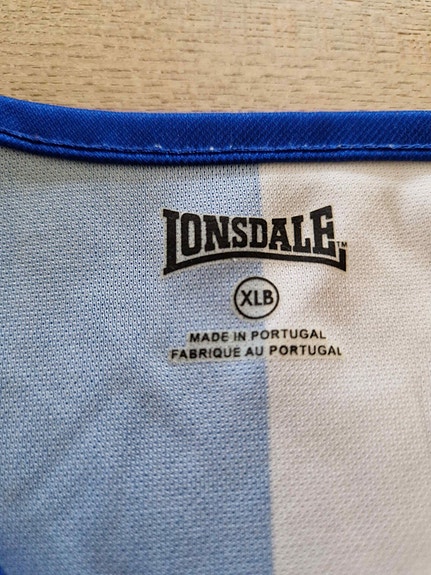 LONSDALE™
XLB
MADE IN PORTUGAL
FABRIQUE AU PORTUGAL